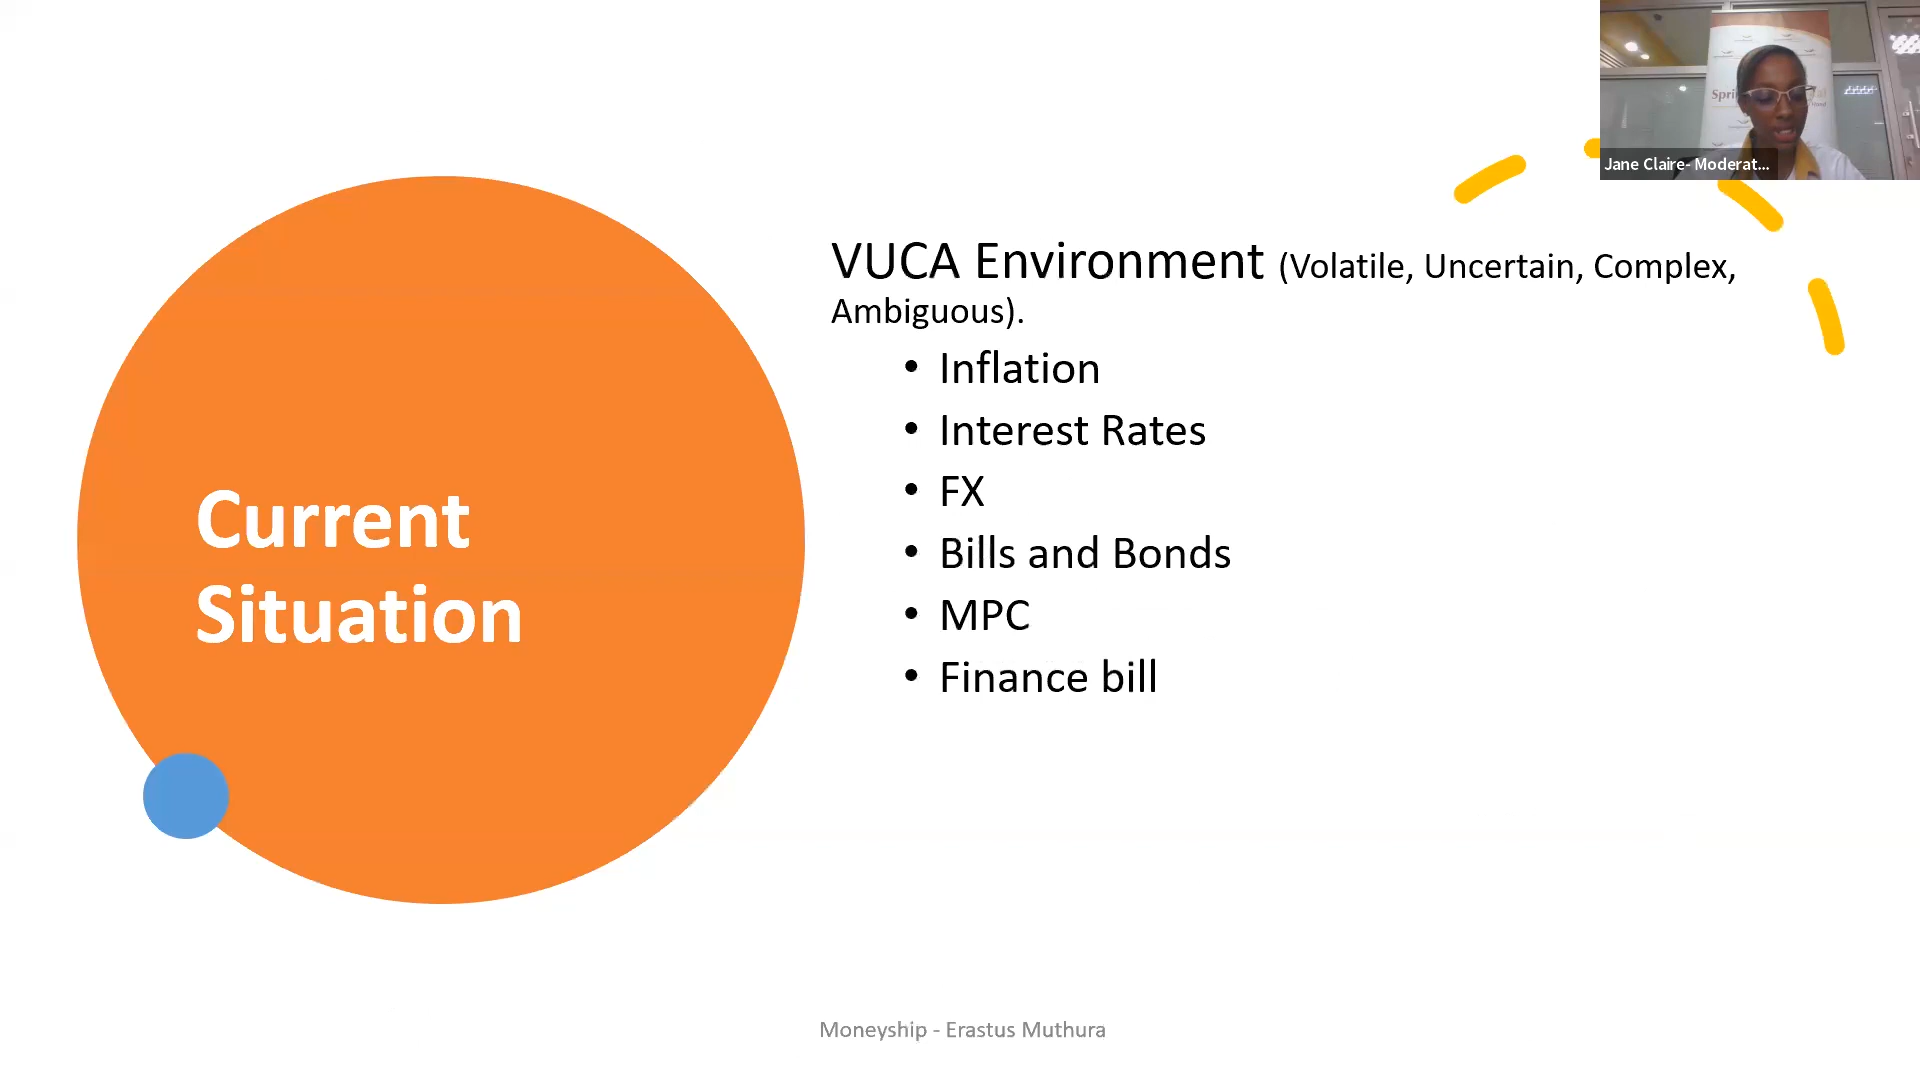 Jane Claire- Moderat...
VUCA Environment (Volatile, Uncertain, Complex,
Ambiguous).
• Inflation
• Interest Rates
• FX
• Bills and Bonds
• MPC
• Finance bill
Current
Situation
Moneyship - Erastus Muthura